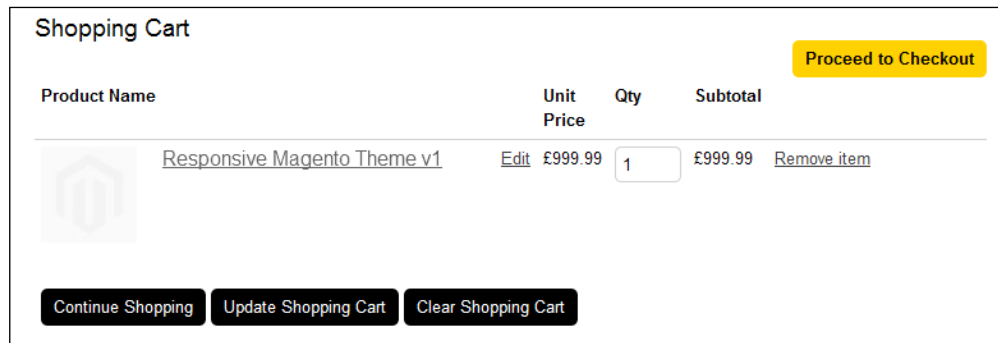 Shopping Cart
Proceed to Checkout
Product Name Unit Price Qty Subtotal
Responsive Magento Theme v1 Edit £999.99 1 £999.99 Remove item
Continue Shopping Update Shopping Cart Clear Shopping Cart